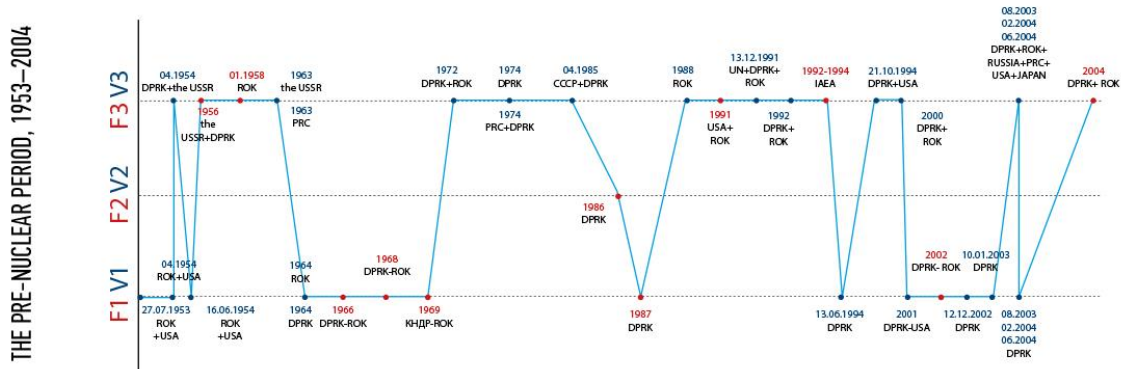 THE PRE-NUCLEAR PERIOD, 1953–2004
F3 V3
F2 V2
F1 V1
04.1954
DPRK+the USSR
1956
the
USSR+DPRK
01.1958
ROK
1963
the USSR
1963
PRC
1972
DPRK+ROK
1974
DPRK
1974
PRC+DPRK
04.1985
CCCP+DPRK
1988
ROK
1991
USA+
ROK
13.12.1991
UN+DPRK+
ROK
1992
DPRK+
ROK
1992-1994
IAEA
21.10.1994
DPRK+USA
2000
DPRK+
ROK
08.2003
02.2004
06.2004
DPRK+ROK+
RUSSIA+PRC+
USA+JAPAN
2004
DPRK+ ROK
1986
DPRK
04.1954
ROK+USA
27.07.1953
ROK
+USA
16.06.1954
ROK
+USA
1964
ROK
1964
DPRK
1966
DPRK-ROK
1968
DPRK-ROK
1969
КНДР-ROK
1987
DPRK
13.06.1994
DPRK
2001
DPRK-USA
2002
DPRK- ROK
12.12.2002
DPRK
10.01.2003
DPRK
08.2003
02.2004
06.2004
DPRK